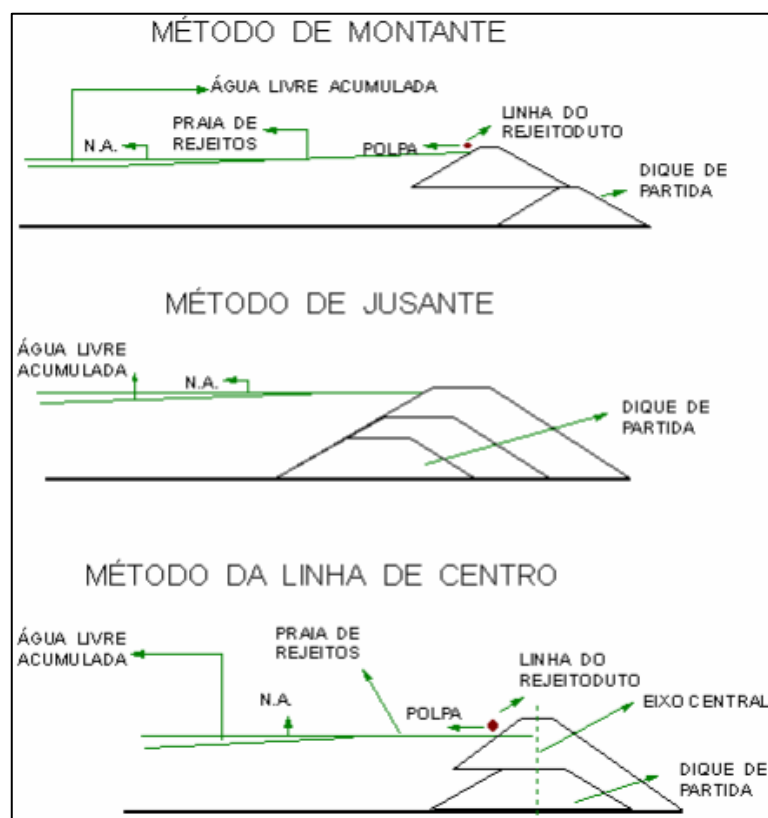 MÉTODO DE MONTANTE
ÁGUA LIVRE ACUMULADA
LINHA DO
REJEITODUTO
PRAIA DE
REJEITOS
N.A.
POLPA
DIQUE DE
PARTIDA
MÉTODO DE JUSANTE
ÁGUA LIVRE
ACUMULADA
N.A.
DIQUE DE
PARTIDA
MÉTODO DA LINHA DE CENTRO
ÁGUA LIVRE
ACUMULADA
PRAIA DE
REJEITOS
LINHA DO
REJEITODUTO
N.A.
POLPA
EIXO CENTRAL
DIQUE DE
PARTIDA